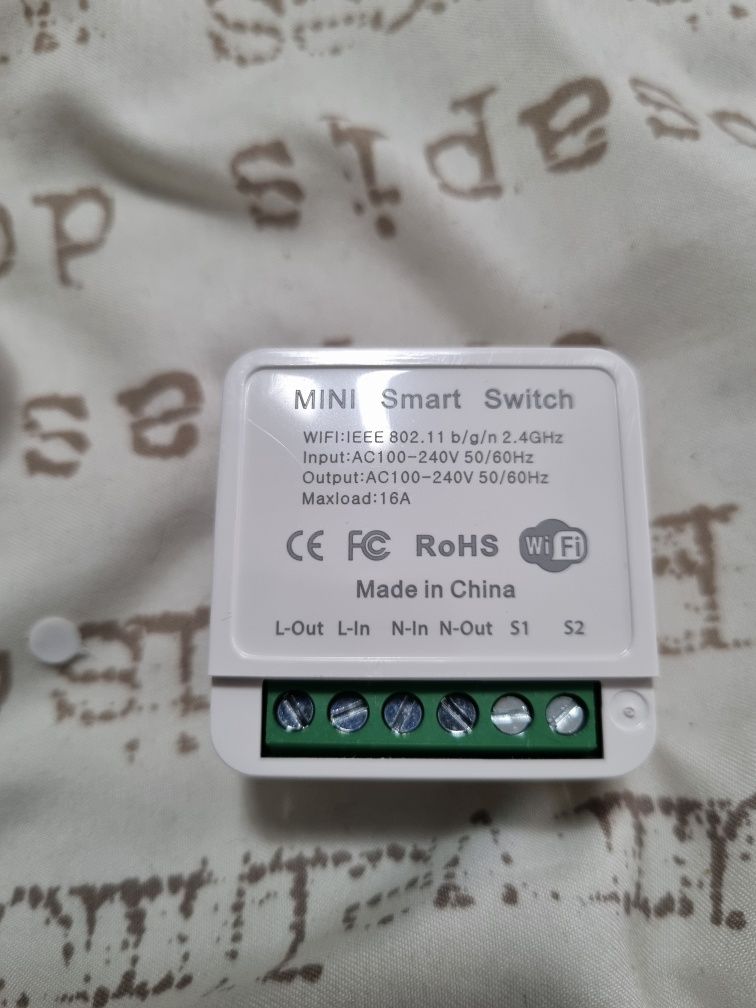 sapis
MINI Smart Switch
WIFI:IEEE 802.11 b/g/n 2.4GHz
Input:AC100-240V 50/60Hz
Output:AC100-240V 50/60Hz
Maxload:16A
CE FC RoHS WiFi
Made in China
L-Out L-In N-In N-Out S1 S2